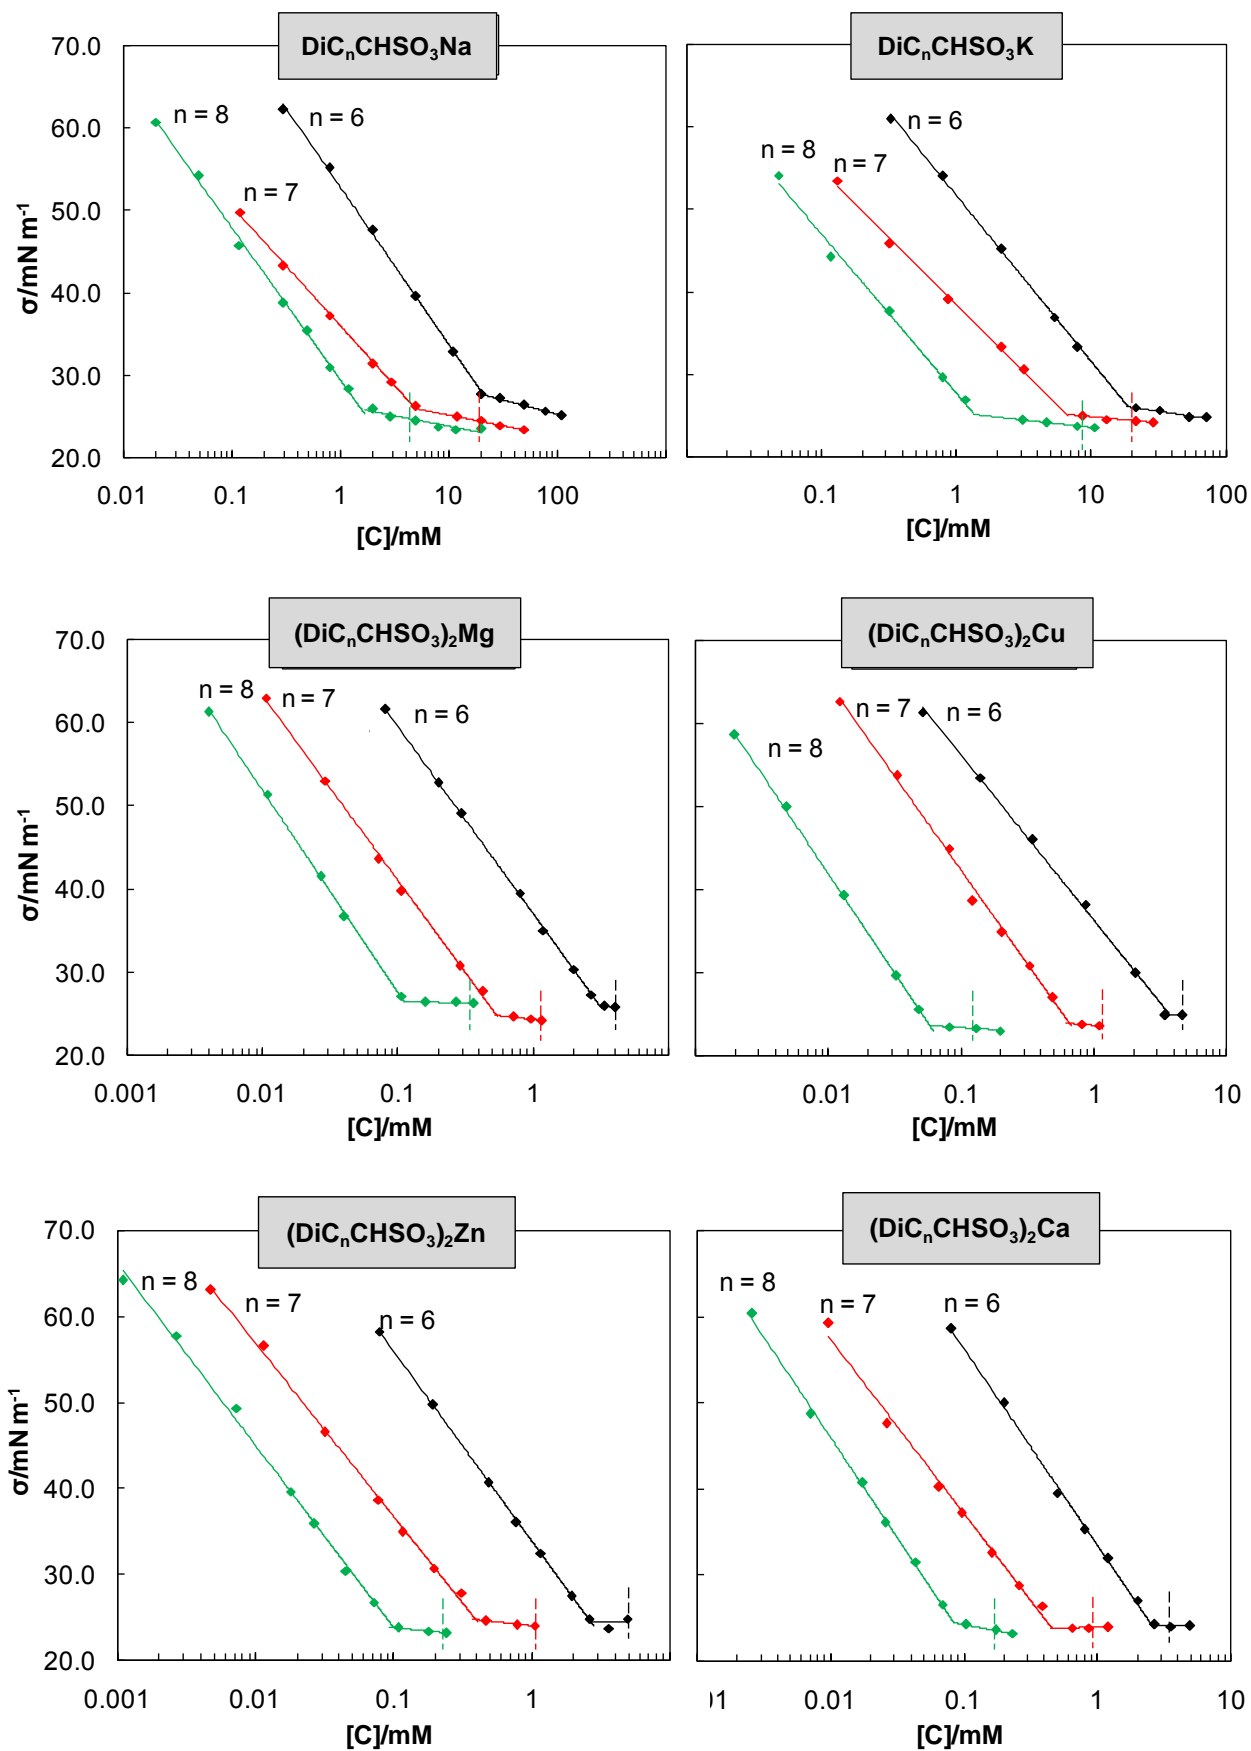 DiCₙCHSO₃Na
70.0
60.0
50.0
40.0
30.0
20.0
σ/mN m⁻¹
n = 8
n = 6
n = 7
0.01
0.1
1
10
100
[C]/mM
DiCₙCHSO₃K
n = 6
n = 8
n = 7
0.1
1
10
100
[C]/mM
(DiCₙCHSO₃)₂Mg
70.0
60.0
50.0
40.0
30.0
20.0
σ/mN m⁻¹
n = 8
n = 7
n = 6
0.001
0.01
0.1
1
[C]/mM
(DiCₙCHSO₃)₂Cu
n = 7
n = 6
n = 8
0.01
0.1
1
10
[C]/mM
(DiCₙCHSO₃)₂Zn
70.0
60.0
50.0
40.0
30.0
20.0
σ/mN m⁻¹
n = 8
n = 7
n = 6
0.001
0.01
0.1
1
[C]/mM
(DiCₙCHSO₃)₂Ca
n = 8
n = 7
n = 6
01
0.01
0.1
1
10
[C]/mM